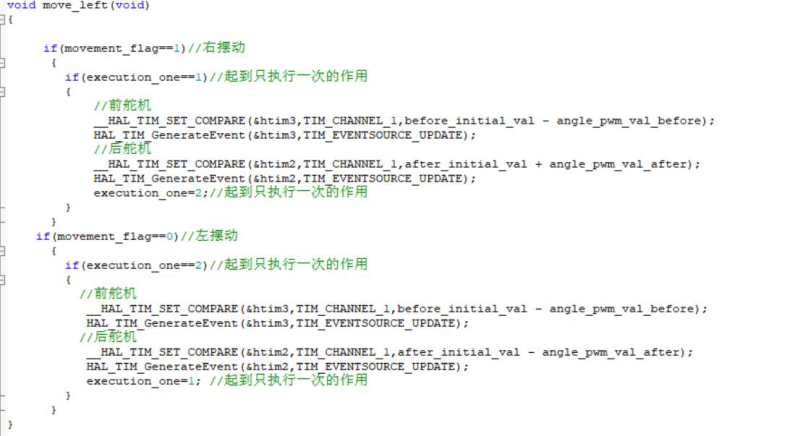 void move_left(void)
{
if(movement_flag==1)//右摆动
{
if(execution_one==1)//起到只执行一次的作用
{
//前舵机
__HAL_TIM_SET_COMPARE(&htim3,TIM_CHANNEL_1,before_initial_val - angle_pwm_val_before);
HAL_TIM_GenerateEvent(&htim3,TIM_EVENTSOURCE_UPDATE);
//后舵机
__HAL_TIM_SET_COMPARE(&htim2,TIM_CHANNEL_1,after_initial_val + angle_pwm_val_after);
HAL_TIM_GenerateEvent(&htim2,TIM_EVENTSOURCE_UPDATE);
execution_one=2;//起到只执行一次的作用
}
}
if(movement_flag==0)//左摆动
{
if(execution_one==2)//起到只执行一次的作用
{
//前舵机
__HAL_TIM_SET_COMPARE(&htim3,TIM_CHANNEL_1,before_initial_val - angle_pwm_val_before);
HAL_TIM_GenerateEvent(&htim3,TIM_EVENTSOURCE_UPDATE);
//后舵机
__HAL_TIM_SET_COMPARE(&htim2,TIM_CHANNEL_1,after_initial_val - angle_pwm_val_after);
HAL_TIM_GenerateEvent(&htim2,TIM_EVENTSOURCE_UPDATE);
execution_one=1; //起到只执行一次的作用
}
}
}